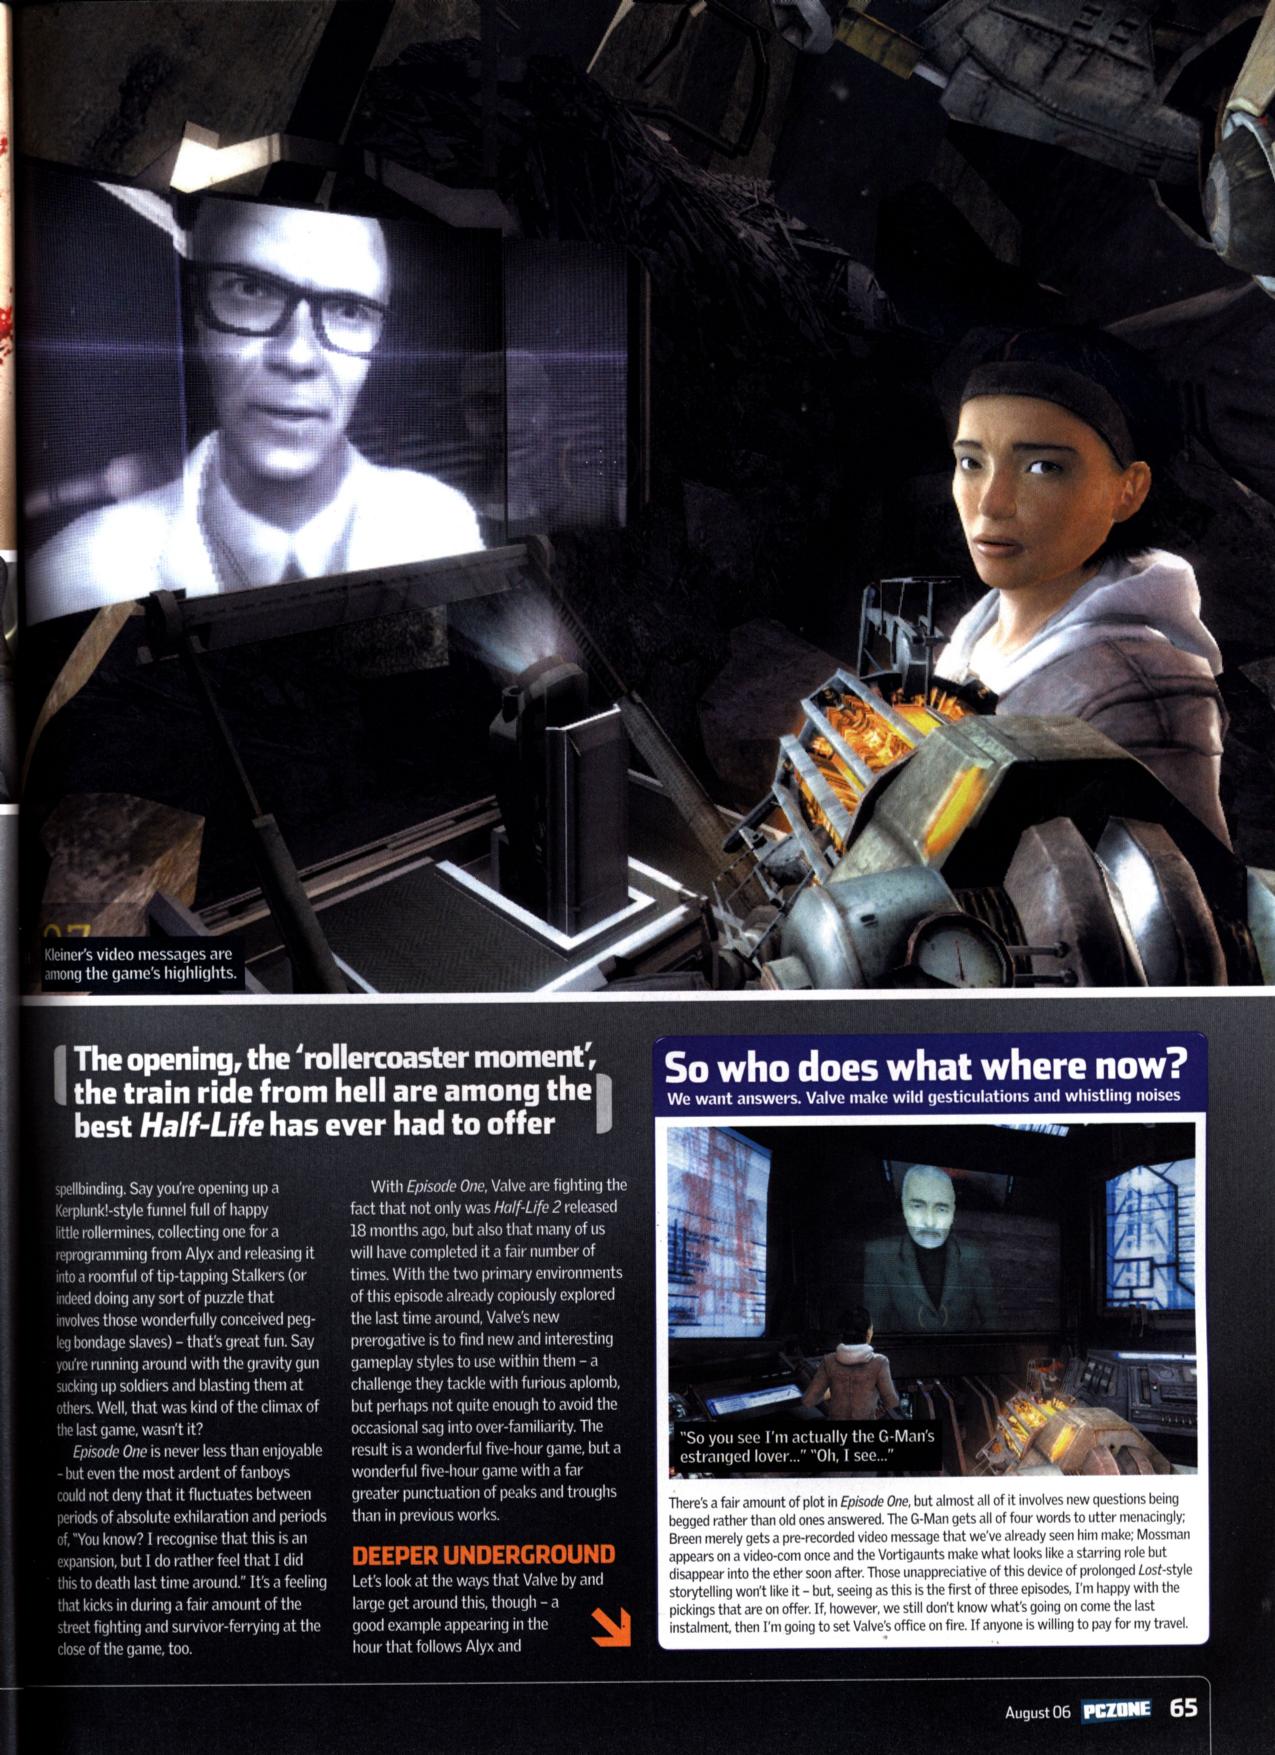 07
Kleiner's video messages are
among the game's highlights.
The opening, the 'rollercoaster moment',
the train ride from hell are among the
best Half-Life has ever had to offer
spellbinding. Say you're opening up a
Kerplunk!-style funnel full of happy
little rollermines, collecting one for a
reprogramming from Alyx and releasing it
into a roomful of tip-tapping Stalkers (or
indeed doing any sort of puzzle that
involves those wonderfully conceived peg-
leg bondage slaves) – that's great fun. Say
you're running around with the gravity gun
sucking up soldiers and blasting them at
others. Well, that was kind of the climax of
the last game, wasn't it?
Episode One is never less than enjoyable
– but even the most ardent of fanboys
could not deny that it fluctuates between
periods of absolute exhilaration and periods
of, "You know? I recognise that this is an
expansion, but I do rather feel that I did
this to death last time around." It's a feeling
that kicks in during a fair amount of the
street fighting and survivor-ferrying at the
close of the game, too.
With Episode One, Valve are fighting the
fact that not only was Half-Life 2 released
18 months ago, but also that many of us
will have completed it a fair number of
times. With the two primary environments
of this episode already copiously explored
the last time around, Valve's new
prerogative is to find new and interesting
gameplay styles to use within them – a
challenge they tackle with furious aplomb,
but perhaps not quite enough to avoid the
occasional sag into over-familiarity. The
result is a wonderful five-hour game, but a
wonderful five-hour game with a far
greater punctuation of peaks and troughs
than in previous works.
DEEPER UNDERGROUND
Let's look at the ways that Valve by and
large get around this, though – a
good example appearing in the
hour that follows Alyx and
So who does what where now?
We want answers. Valve make wild gesticulations and whistling noises
"So you see I'm actually the G-Man's
estranged lover..." "Oh, I see..."
There's a fair amount of plot in Episode One, but almost all of it involves new questions being
begged rather than old ones answered. The G-Man gets all of four words to utter menacingly;
Breen merely gets a pre-recorded video message that we've already seen him make; Mossman
appears on a video-com once and the Vortigaunts make what looks like a starring role but
disappear into the ether soon after. Those unappreciative of this device of prolonged Lost-style
storytelling won't like it – but, seeing as this is the first of three episodes, I'm happy with the
pickings that are on offer. If, however, we still don't know what's going on come the last
instalment, then I'm going to set Valve's office on fire. If anyone is willing to pay for my travel.
August 06 PCZONE 65